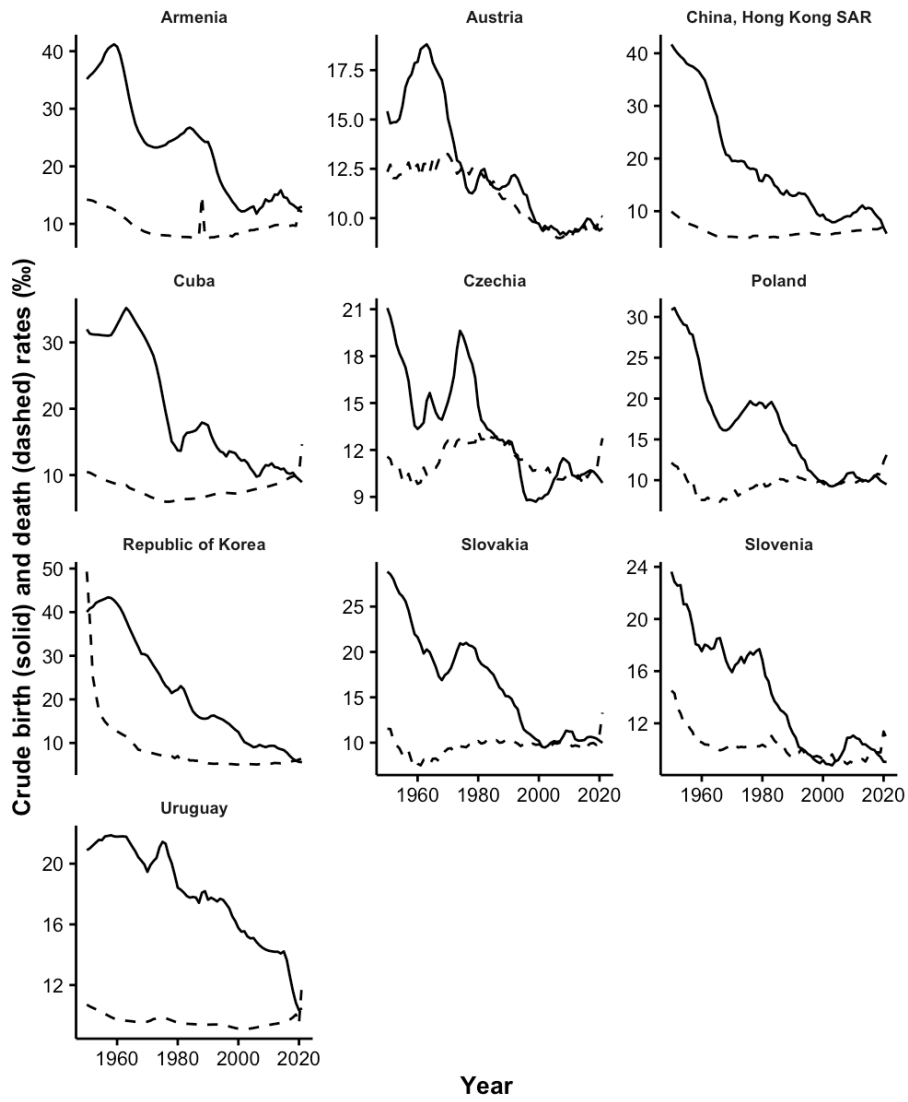 Armenia
Austria
China, Hong Kong SAR
40
30
20
10
17.5
15.0
12.5
10.0
40
30
20
10
Cuba
Czechia
Poland
30
20
10
21
18
15
12
9
30
25
20
15
10
Republic of Korea
Slovakia
Slovenia
50
40
30
20
10
25
20
15
10
24
20
16
12
1960 1980 2000 2020
1960 1980 2000 2020
Uruguay
20
16
12
1960 1980 2000 2020
Crude birth (solid) and death (dashed) rates (‰)
Year